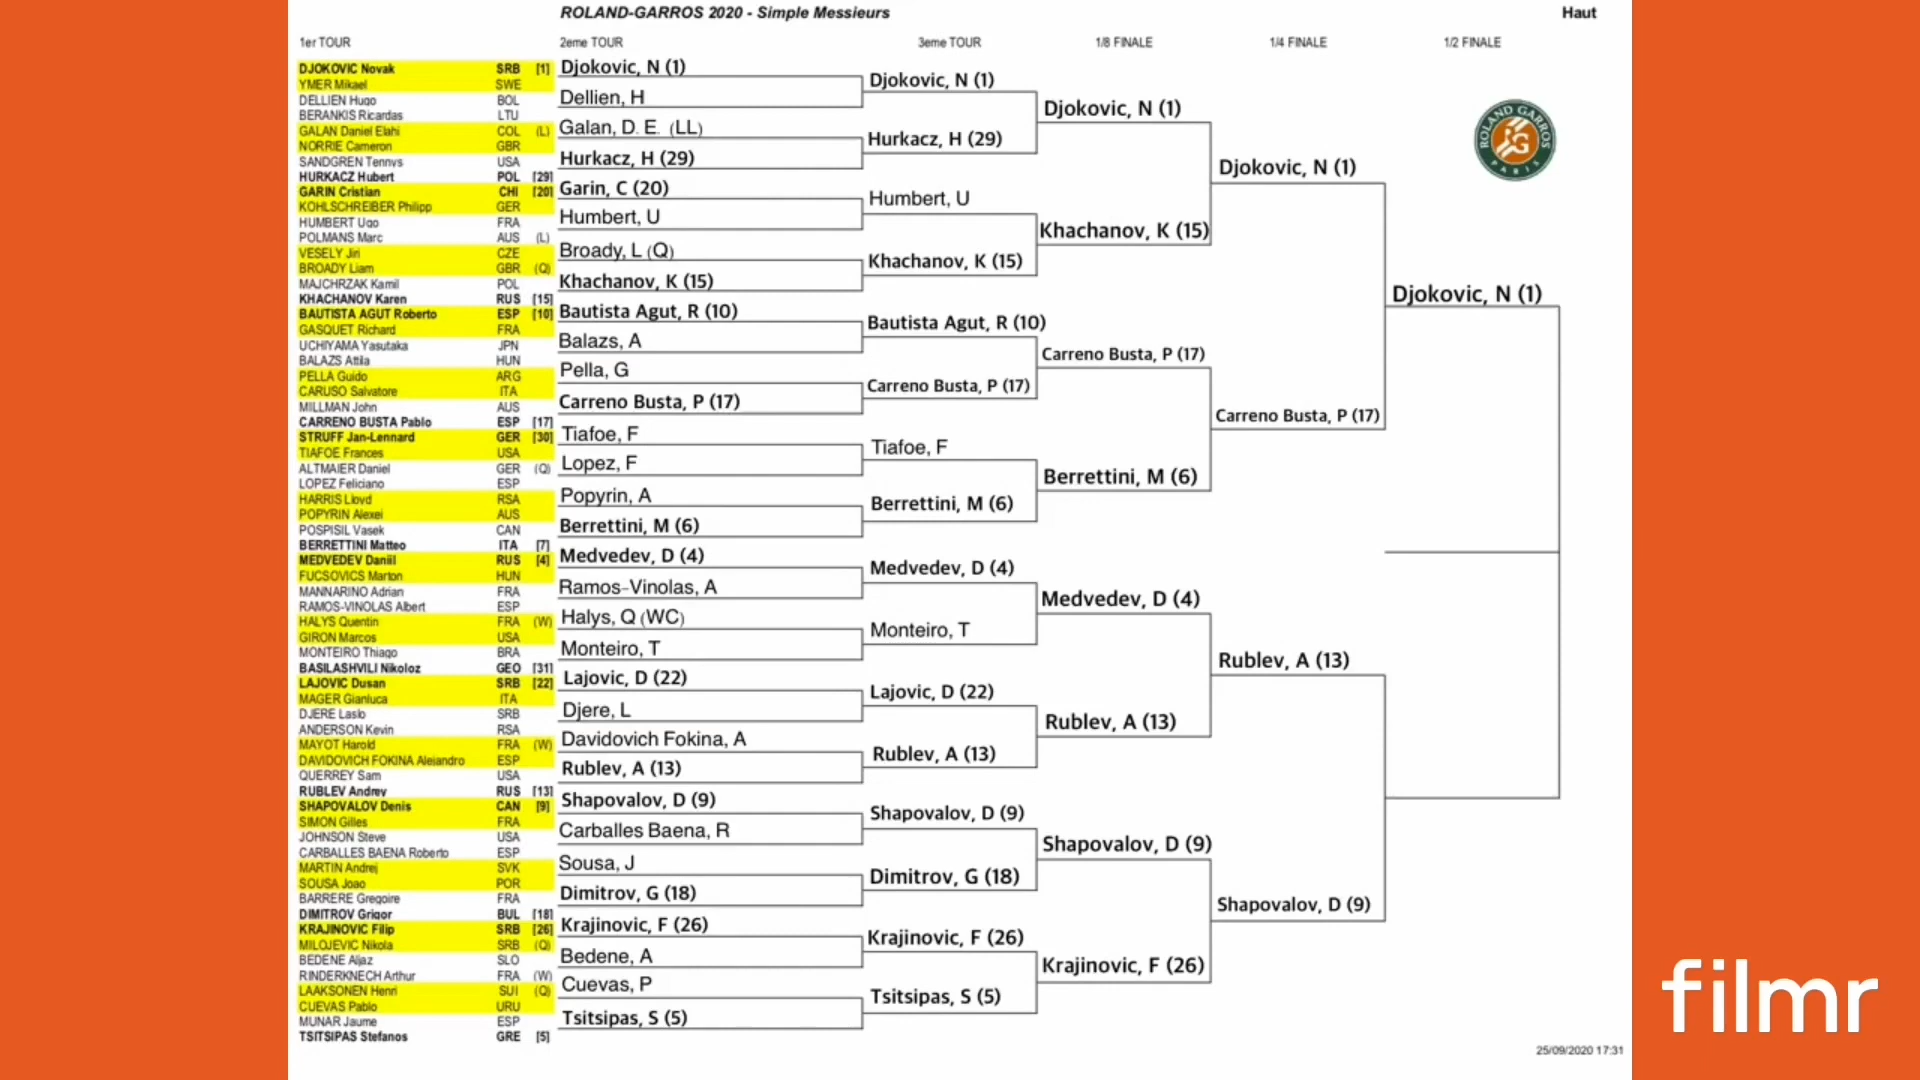 ROLAND-GARROS 2020 - Simple Messieurs
Haut
1er TOUR
2eme TOUR
3eme TOUR
1/8 FINALE
1/4 FINALE
1/2 FINALE
DJOKOVIC Novak SRB [1]
YMER Mikael SWE
DELLIEN Hugo BOL
BERANKIS Ricardas LTU
GALAN Daniel Elahi COL (L)
NORRIE Cameron GBR
SANDGREN Tennys USA
HURKACZ Hubert POL [29]
GARIN Cristian CHI [20]
KOHLSCHREIBER Philipp GER
HUMBERT Ugo FRA
POLMANS Marc AUS (L)
VESELY Jiri CZE
BROADY Liam GBR (Q)
MAJCHRZAK Kamil POL
KHACHANOV Karen RUS [15]
BAUTISTA AGUT Roberto ESP [10]
GASQUET Richard FRA
UCHIYAMA Yasutaka JPN
BALAZS Attila HUN
PELLA Guido ARG
CARUSO Salvatore ITA
MILLMAN John AUS
CARRENO BUSTA Pablo ESP [17]
STRUFF Jan-Lennard GER [30]
TIAFOE Frances USA
ALTMAIER Daniel GER (Q)
LOPEZ Feliciano ESP
HARRIS Lloyd RSA
POPYRIN Alexei AUS
POSPISIL Vasek CAN
BERRETTINI Matteo ITA [7]
MEDVEDEV Daniil RUS [4]
FUCSOVICS Marton HUN
MANNARINO Adrian FRA
RAMOS-VINOLAS Albert ESP
HALYS Quentin FRA (W)
GIRON Marcos USA
MONTEIRO Thiago BRA
BASILASHVILI Nikoloz GEO [31]
LAJOVIC Dusan SRB [22]
MAGER Gianluca ITA
DJERE Laslo SRB
ANDERSON Kevin RSA
MAYOT Harold FRA (W)
DAVIDOVICH FOKINA Alejandro ESP
QUERREY Sam USA
RUBLEV Andrey RUS [13]
SHAPOVALOV Denis CAN [9]
SIMON Gilles FRA
JOHNSON Steve USA
CARBALLES BAENA Roberto ESP
MARTIN Andrej SVK
SOUSA Joao POR
BARRERE Gregoire FRA
DIMITROV Grigor BUL [18]
KRAJINOVIC Filip SRB [26]
MILOJEVIC Nikola SRB (Q)
BEDENE Aljaz SLO
RINDERKNECH Arthur FRA (W)
LAAKSONEN Henri SUI (Q)
CUEVAS Pablo URU
MUNAR Jaume ESP
TSITSIPAS Stefanos GRE [5]
Djokovic, N (1)
Dellien, H
Galan, D. E. (LL)
Hurkacz, H (29)
Garin, C (20)
Humbert, U
Broady, L (Q)
Khachanov, K (15)
Bautista Agut, R (10)
Balazs, A
Pella, G
Carreno Busta, P (17)
Tiafoe, F
Lopez, F
Popyrin, A
Berrettini, M (6)
Medvedev, D (4)
Ramos-Vinolas, A
Halys, Q (WC)
Monteiro, T
Lajovic, D (22)
Djere, L
Davidovich Fokina, A
Rublev, A (13)
Shapovalov, D (9)
Carballes Baena, R
Sousa, J
Dimitrov, G (18)
Krajinovic, F (26)
Bedene, A
Cuevas, P
Tsitsipas, S (5)
Djokovic, N (1)
Hurkacz, H (29)
Humbert, U
Khachanov, K (15)
Bautista Agut, R (10)
Carreno Busta, P (17)
Tiafoe, F
Berrettini, M (6)
Medvedev, D (4)
Monteiro, T
Lajovic, D (22)
Rublev, A (13)
Shapovalov, D (9)
Dimitrov, G (18)
Krajinovic, F (26)
Tsitsipas, S (5)
Djokovic, N (1)
Khachanov, K (15)
Carreno Busta, P (17)
Berrettini, M (6)
Medvedev, D (4)
Rublev, A (13)
Shapovalov, D (9)
Krajinovic, F (26)
Djokovic, N (1)
Carreno Busta, P (17)
Rublev, A (13)
Shapovalov, D (9)
Djokovic, N (1)
ROLAND GARROS
RG
PARIS
25/09/2020 17:31
filmr